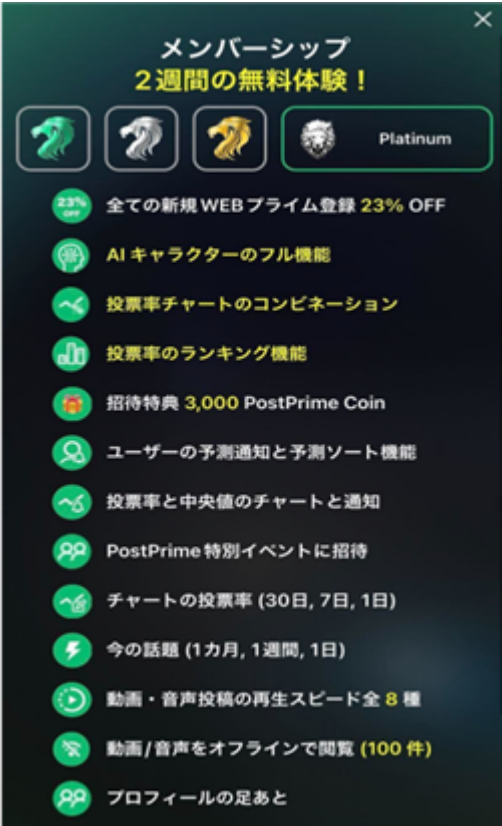 メンバーシップ
2週間の無料体験！
Platinum
23% OFF
全ての新規WEBプライム登録 23% OFF
AI キャラクターのフル機能
投票率チャートのコンビネーション
投票率のランキング機能
招待特典 3,000 PostPrime Coin
ユーザーの予測通知と予測ソート機能
投票率と中央値のチャートと通知
PostPrime特別イベントに招待
チャートの投票率 (30日, 7日, 1日)
今の話題 (1カ月, 1週間, 1日)
動画・音声投稿の再生スピード全 8 種
動画/音声をオフラインで閲覧 (100 件)
プロフィールの足あと